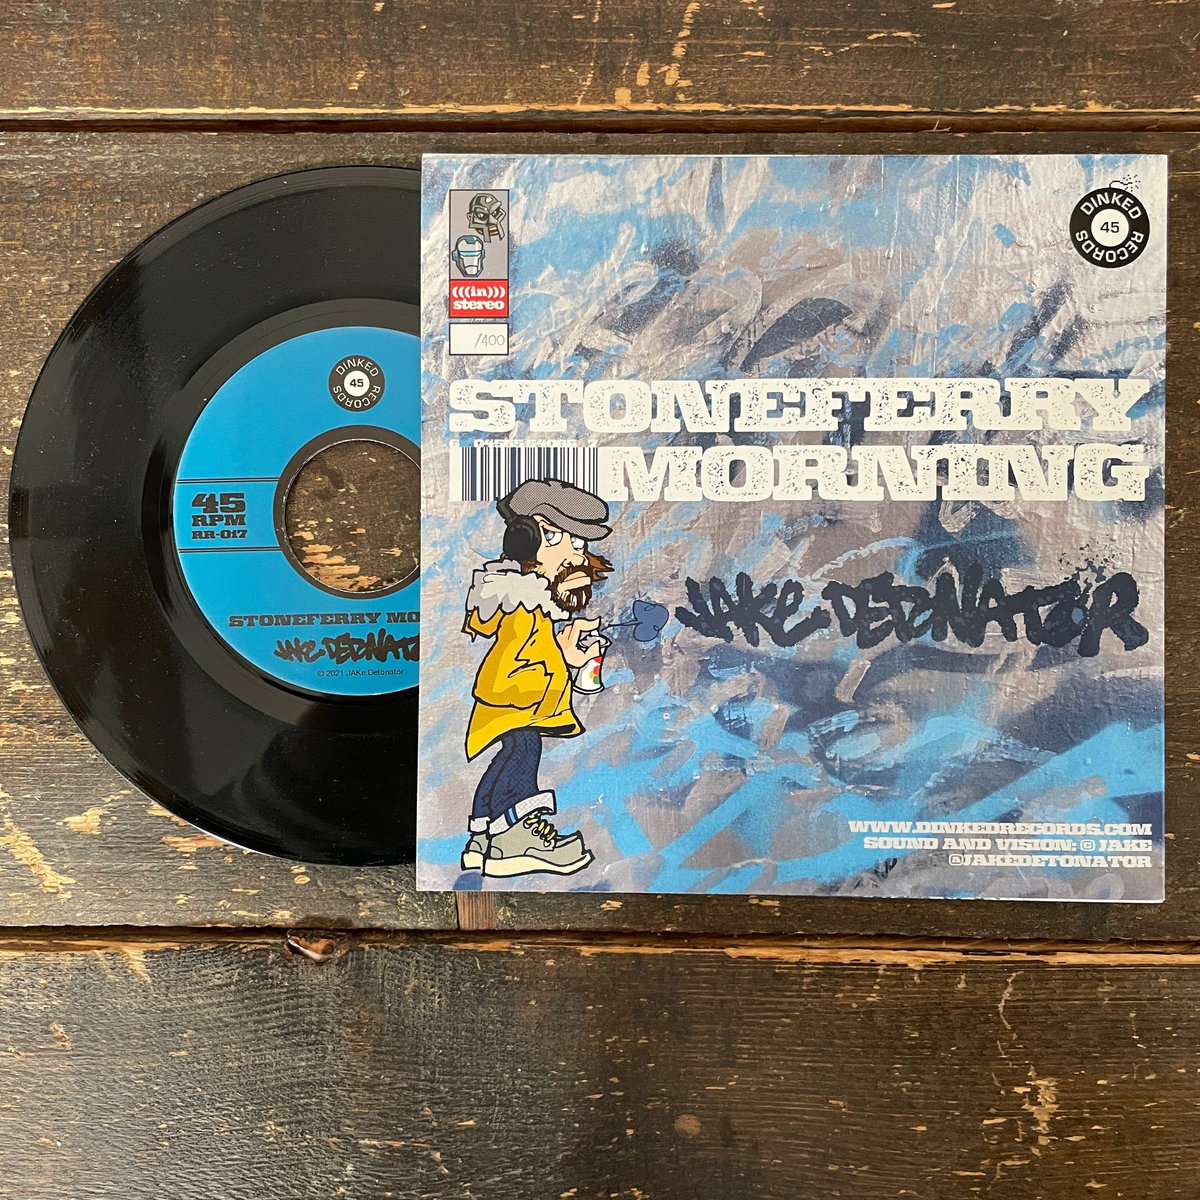 DINKED
45
RECORDS
45
RPM
RR-017
STONEFERRY MO
JAKE DETONAT
© 2021 JAKe Detonator
(((in)))
stereo
/400
DINKED
45
RECORDS
STONEFERRY
MORNING
JAKE DETONATOR
WWW.DINKEDRECORDS.COM
SOUND AND VISION: © JAKE
@JAKEDETONATOR